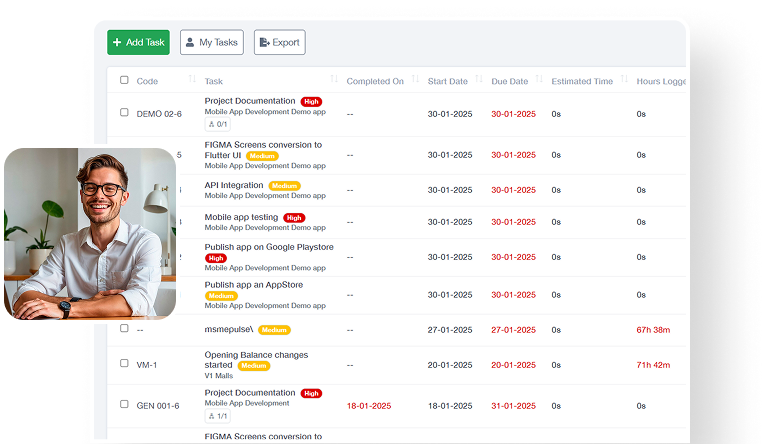 + Add Task My Tasks Export
Code Task Completed On Start Date Due Date Estimated Time Hours Logge
Project Documentation High
DEMO 02-6 Mobile App Development Demo app -- 30-01-2025 30-01-2025 0s 0s
0/1
FIGMA Screens conversion to
5 Flutter UI Medium -- 30-01-2025 30-01-2025 0s 0s
Mobile App Development Demo app
API Integration Medium
-- 30-01-2025 30-01-2025 0s 0s
Mobile App Development Demo app
Mobile app testing High
-- 30-01-2025 30-01-2025 0s 0s
Mobile App Development Demo app
Publish app on Google Playstore
High -- 30-01-2025 30-01-2025 0s 0s
Mobile App Development Demo app
Publish app an AppStore
Medium -- 30-01-2025 30-01-2025 0s 0s
Mobile App Development Demo app
-- msmepulse\ Medium -- 27-01-2025 27-01-2025 0s 67h 38m
Opening Balance changes
VM-1 started Medium -- 20-01-2025 20-01-2025 0s 71h 42m
V1 Malls
Project Documentation High
GEN 001-6 Mobile App Development 18-01-2025 18-01-2025 31-01-2025 0s 0s
1/1
FIGMA Screens conversion to